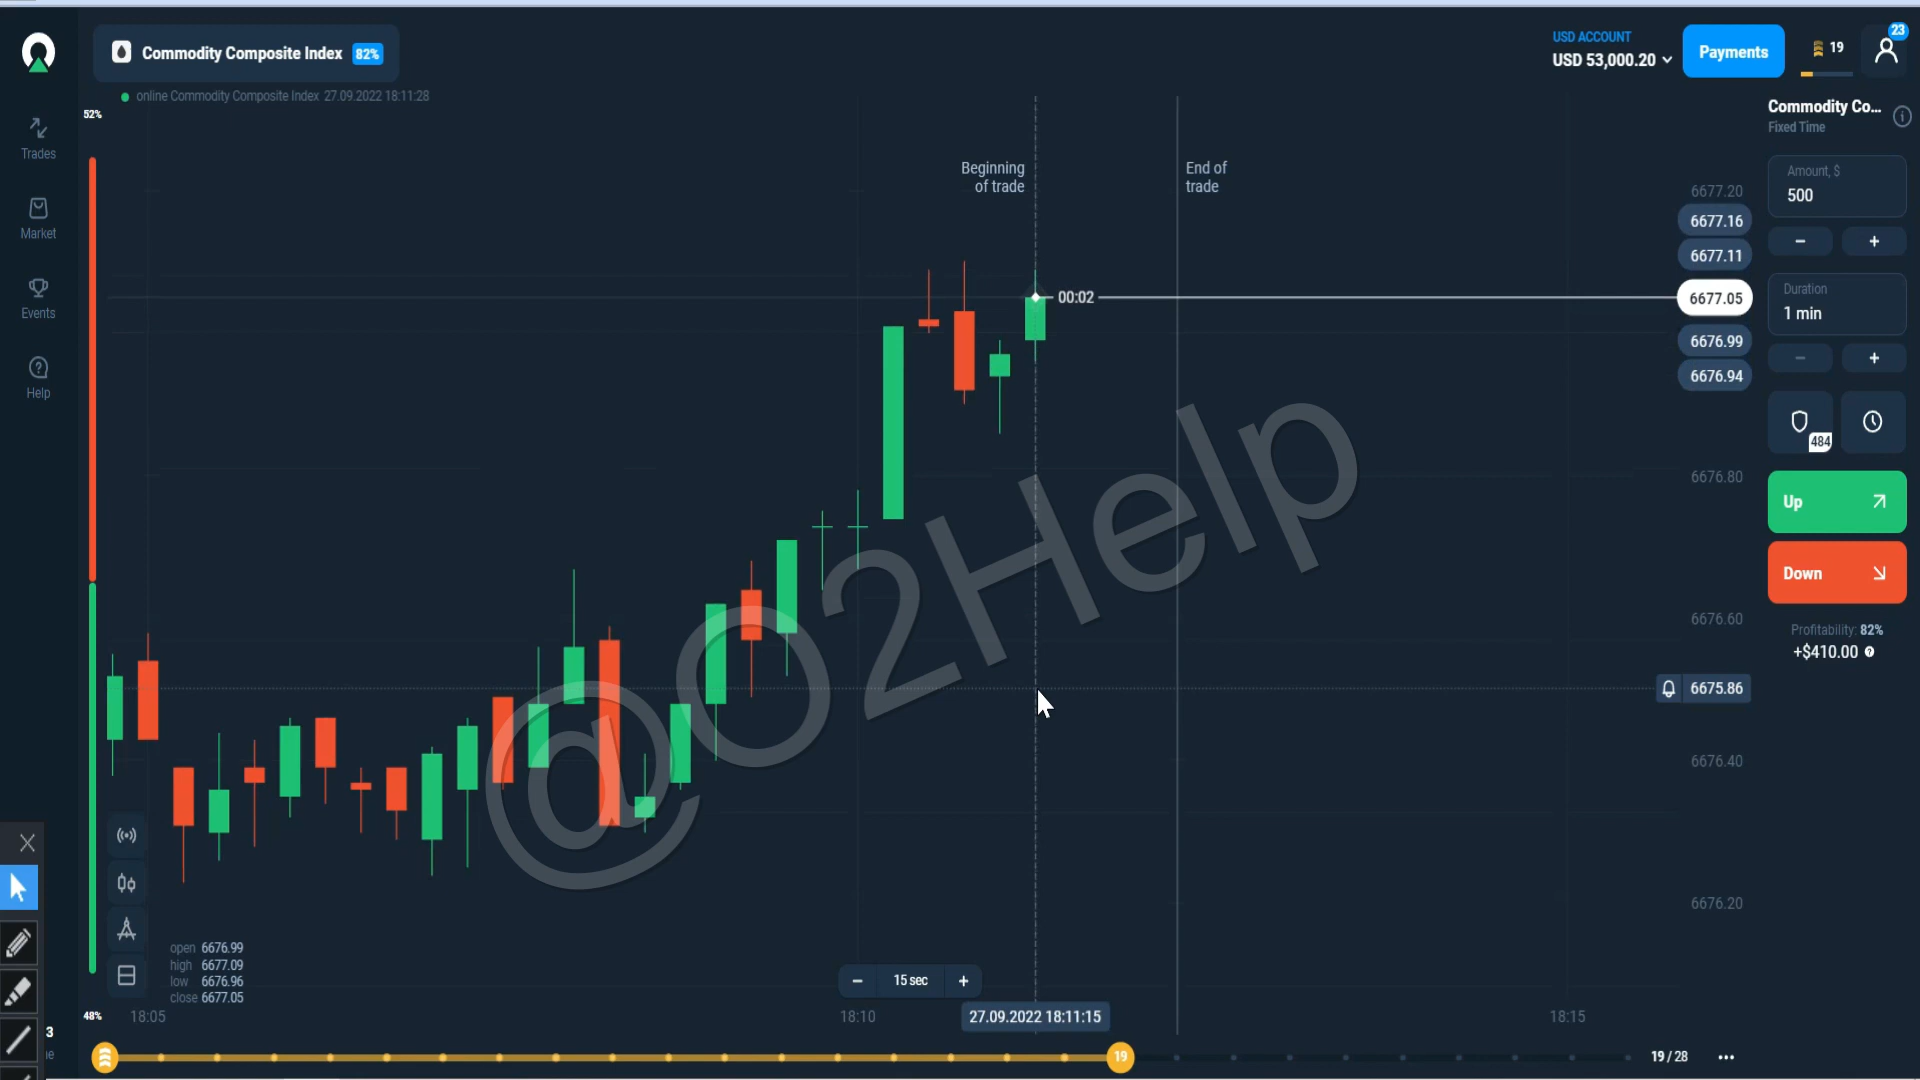 Commodity Composite Index 82%
online Commodity Composite Index 27.09.2022 18:11:28
USD ACCOUNT
USD 53,000.20
Payments
19
23
Trades
Market
Events
Help
52%
48%
Beginning
of trade
End of
trade
00:02
6677.20
6677.16
6677.11
6677.05
6676.99
6676.94
6676.80
6676.60
6675.86
6676.40
6676.20
Commodity Co...
Fixed Time
Amount, $
500
−
+
Duration
1 min
−
+
484
Up
Down
Profitability: 82%
+$410.00
@O2Help
open 6676.99
high 6677.09
low 6676.96
close 6677.05
− 15 sec +
18:05
18:10
27.09.2022 18:11:15
18:15
3
19
19 / 28